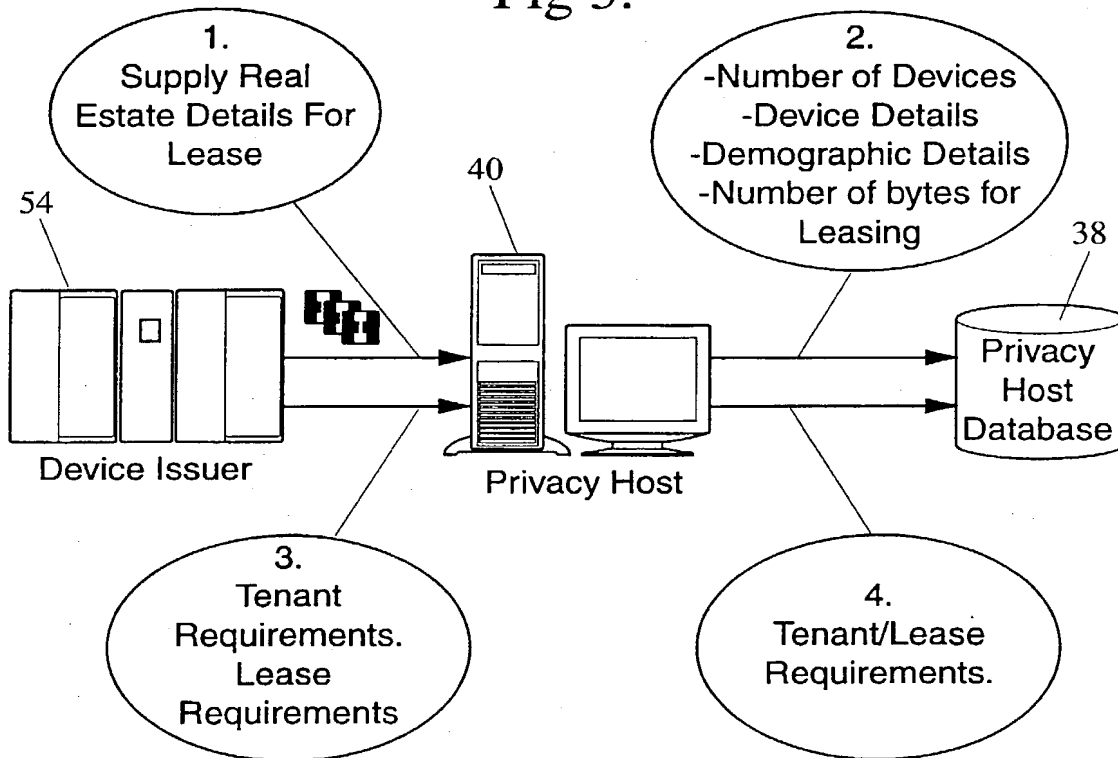 Fig 5.
1.
Supply Real
Estate Details For
Lease
2.
-Number of Devices
-Device Details
-Demographic Details
-Number of bytes for
Leasing
54
40
38
Device Issuer
Privacy Host
Privacy
Host
Database
3.
Tenant
Requirements.
Lease
Requirements
4.
Tenant/Lease
Requirements.